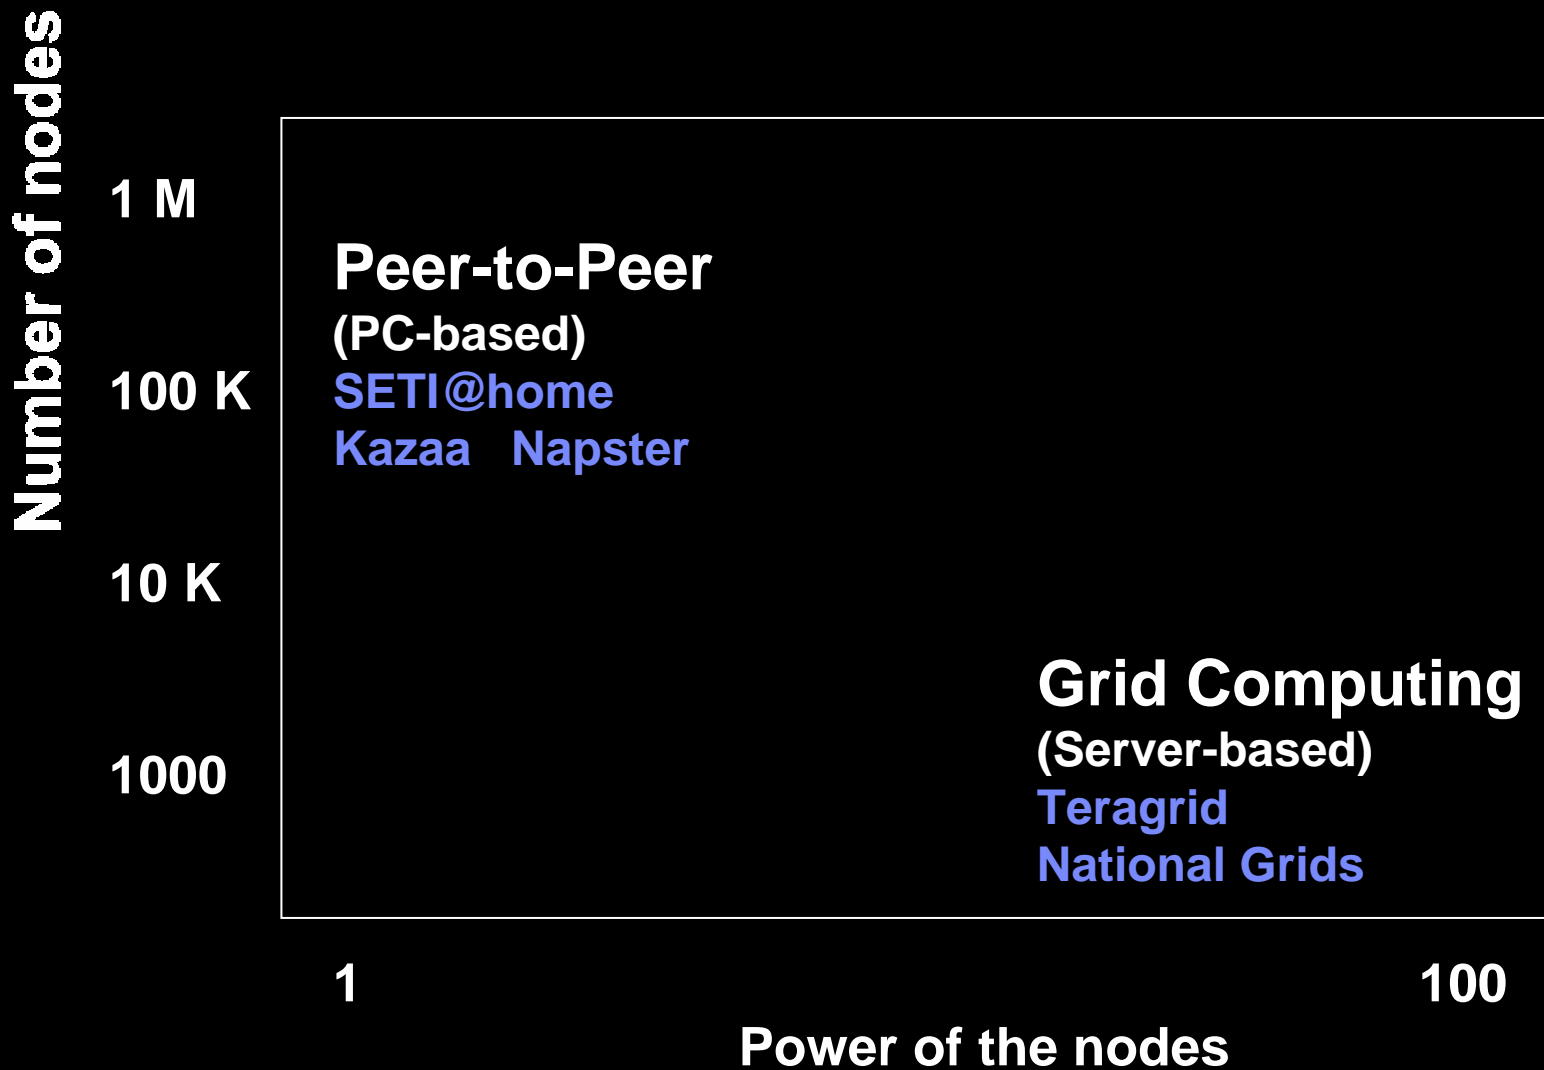 Number of nodes
1 M
Peer-to-Peer
(PC-based)
100 K
SETI@home
Kazaa Napster
10 K
Grid Computing
(Server-based)
1000
Teragrid
National Grids
1
100
Power of the nodes